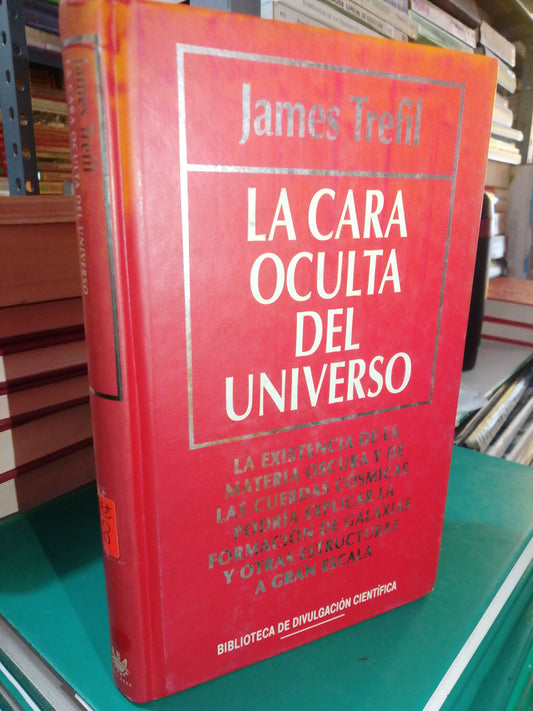 James Trefil
LA CARA
OCULTA
DEL
UNIVERSO
LA EXISTENCIA DE LA
MATERIA OSCURA Y DE
LAS CUERDAS CÓSMICAS
PODRÍA EXPLICAR LA
FORMACIÓN DE GALAXIAS
Y OTRAS ESTRUCTURAS
A GRAN ESCALA
BIBLIOTECA DE DIVULGACIÓN CIENTÍFICA
James Trefil
LA CARA OCULTA DEL UNIVERSO